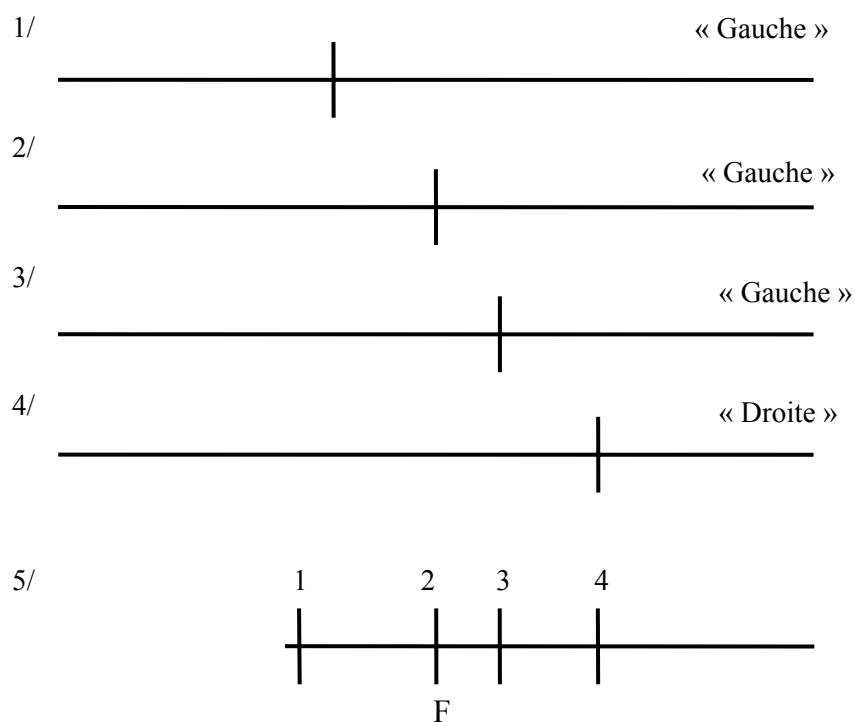 1/ « Gauche »
2/ « Gauche »
3/ « Gauche »
4/ « Droite »
5/ 1 2 3 4
F